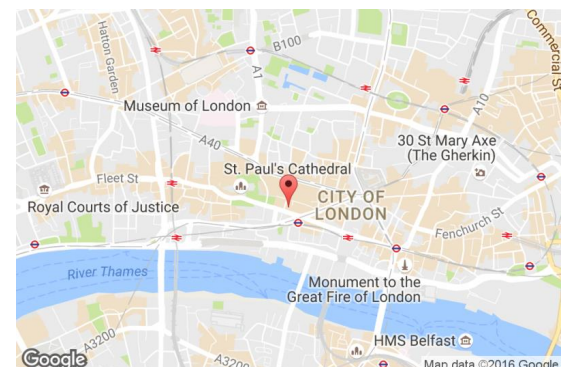 Commercial St
Hatton Garden
B100
A1
A10
Museum of London
A40
30 St Mary Axe
(The Gherkin)
St. Paul's Cathedral
Fleet St
CITY OF
LONDON
Royal Courts of Justice
Fenchurch St
River Thames
Monument to the
Great Fire of London
A3200
A3200
HMS Belfast
Google
Map data ©2016 Google